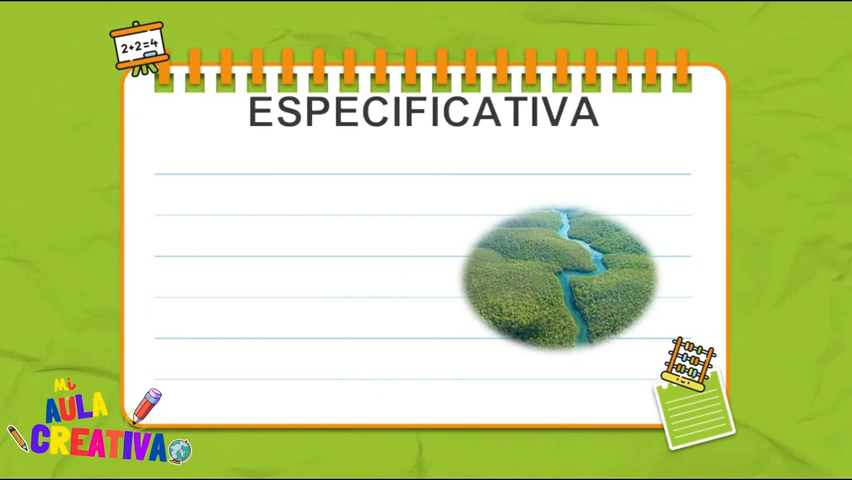 2+2=4
ESPECIFICATIVA
Mi
AULA
CREATIVA